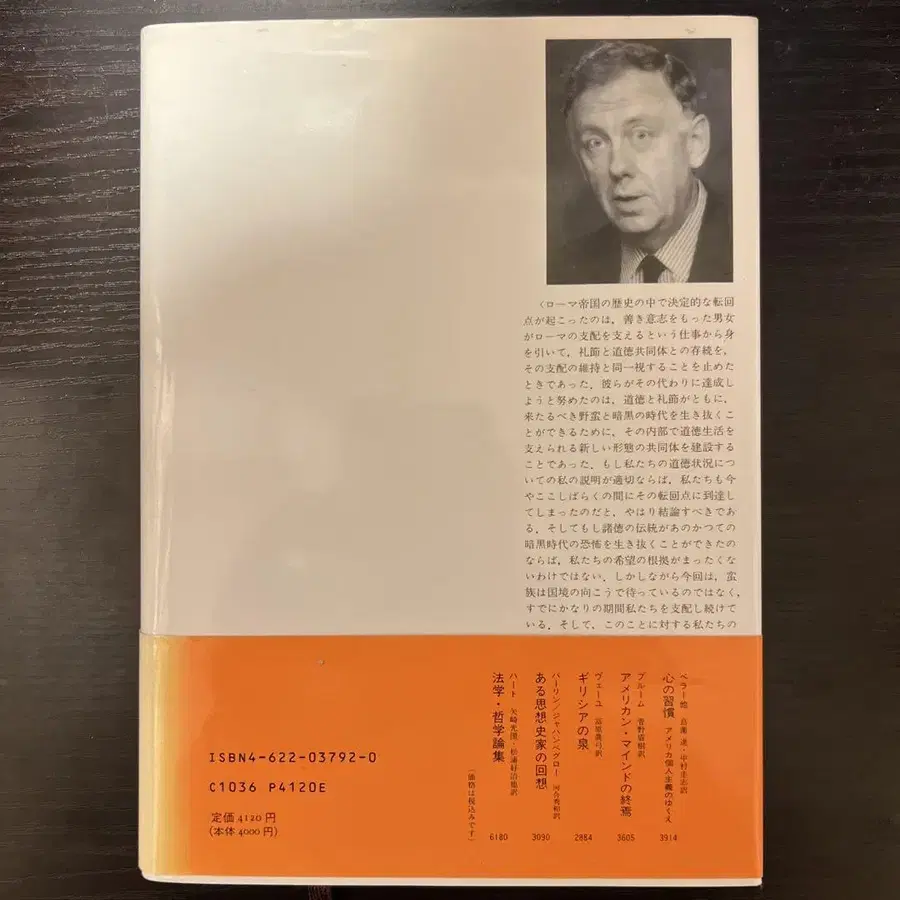 〈ローマ帝国の歴史の中で決定的な転回
点が起こったのは，善き意志をもった男女
がローマの支配を支えるという仕事から身
を引いて，礼節と道徳共同体との存続を，
その支配の維持と同一視することを止めた
ときであった．彼らがその代わりに達成し
ようと努めたのは，道徳と礼節がともに，
来たるべき野蛮と暗黒の時代を生き抜くこ
とができるために，その内部で道徳生活を
支えられる新しい形態の共同体を建設する
ことであった．もし私たちの道徳状況につ
いての私の説明が適切ならば，私たちも今
やここしばらくの間にその転回点に到達し
てしまったのだと，やはり結論すべきであ
る．そしてもし諸徳の伝統があのかつての
暗黒時代の恐怖を生き抜くことができたの
ならば，私たちの希望の根拠がまったくな
いわけではない．しかしながら今回は，蛮
族は国境の向こうで待っているのではなく，
すでにかなりの期間私たちを支配し続けて
いる．そして，このことに対する私たちの
ベラー他 島薗進・中村圭志訳
心の習慣 アメリカ個人主義のゆくえ
3914
ブルーム 菅野盾樹訳
アメリカン・マインドの終焉
3605
ヴェーユ 冨原眞弓訳
ギリシアの泉
2884
バーリン／ジャハンベグロー 河合秀和訳
ある思想史家の回想
3090
ハート 矢崎光圀・松浦好治他訳
法学・哲学論集
6180
（価格は税込みです）
ISBN4-622-03792-0
C1036 P4120E
定価 4120 円
(本体 4000 円)